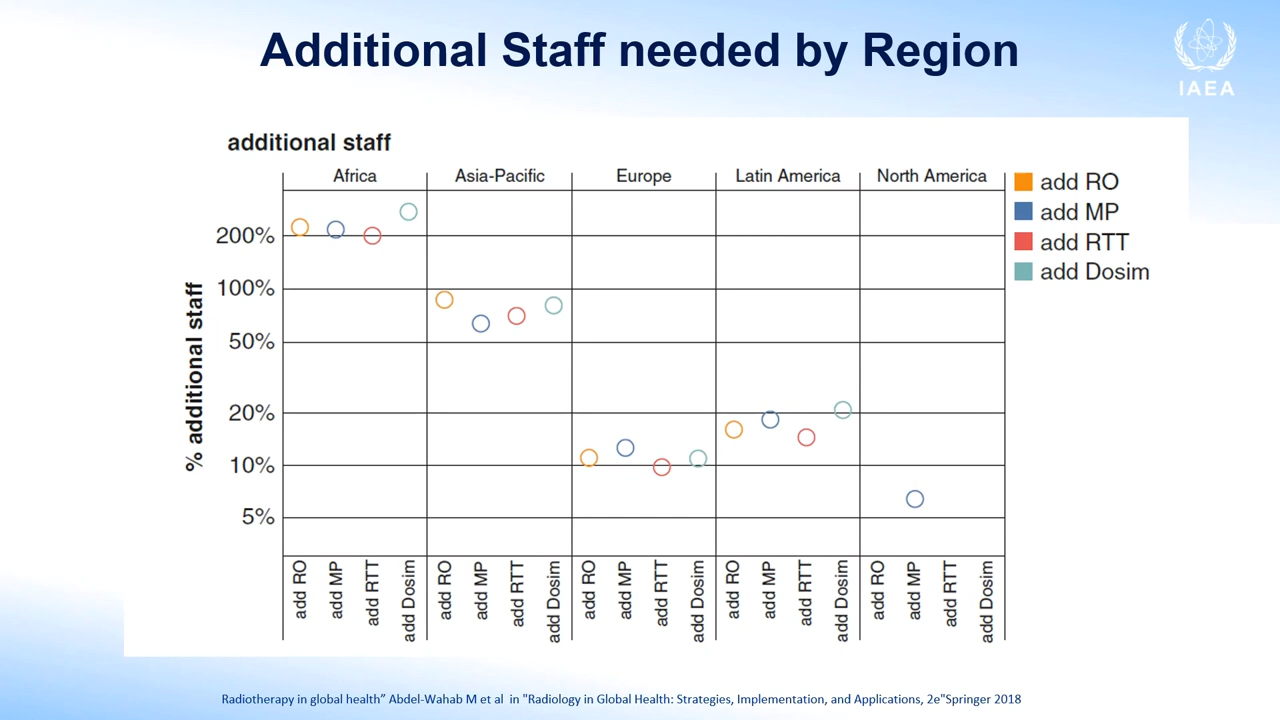 Additional Staff needed by Region
IAEA
additional staff
Africa
Asia-Pacific
Europe
Latin America
North America
add RO
add MP
add RTT
add Dosim
% additional staff
200%
100%
50%
20%
10%
5%
add RO
add MP
add RTT
add Dosim
add RO
add MP
add RTT
add Dosim
add RO
add MP
add RTT
add Dosim
add RO
add MP
add RTT
add Dosim
add RO
add MP
add RTT
add Dosim
Radiotherapy in global health” Abdel-Wahab M et al in "Radiology in Global Health: Strategies, Implementation, and Applications, 2e"Springer 2018